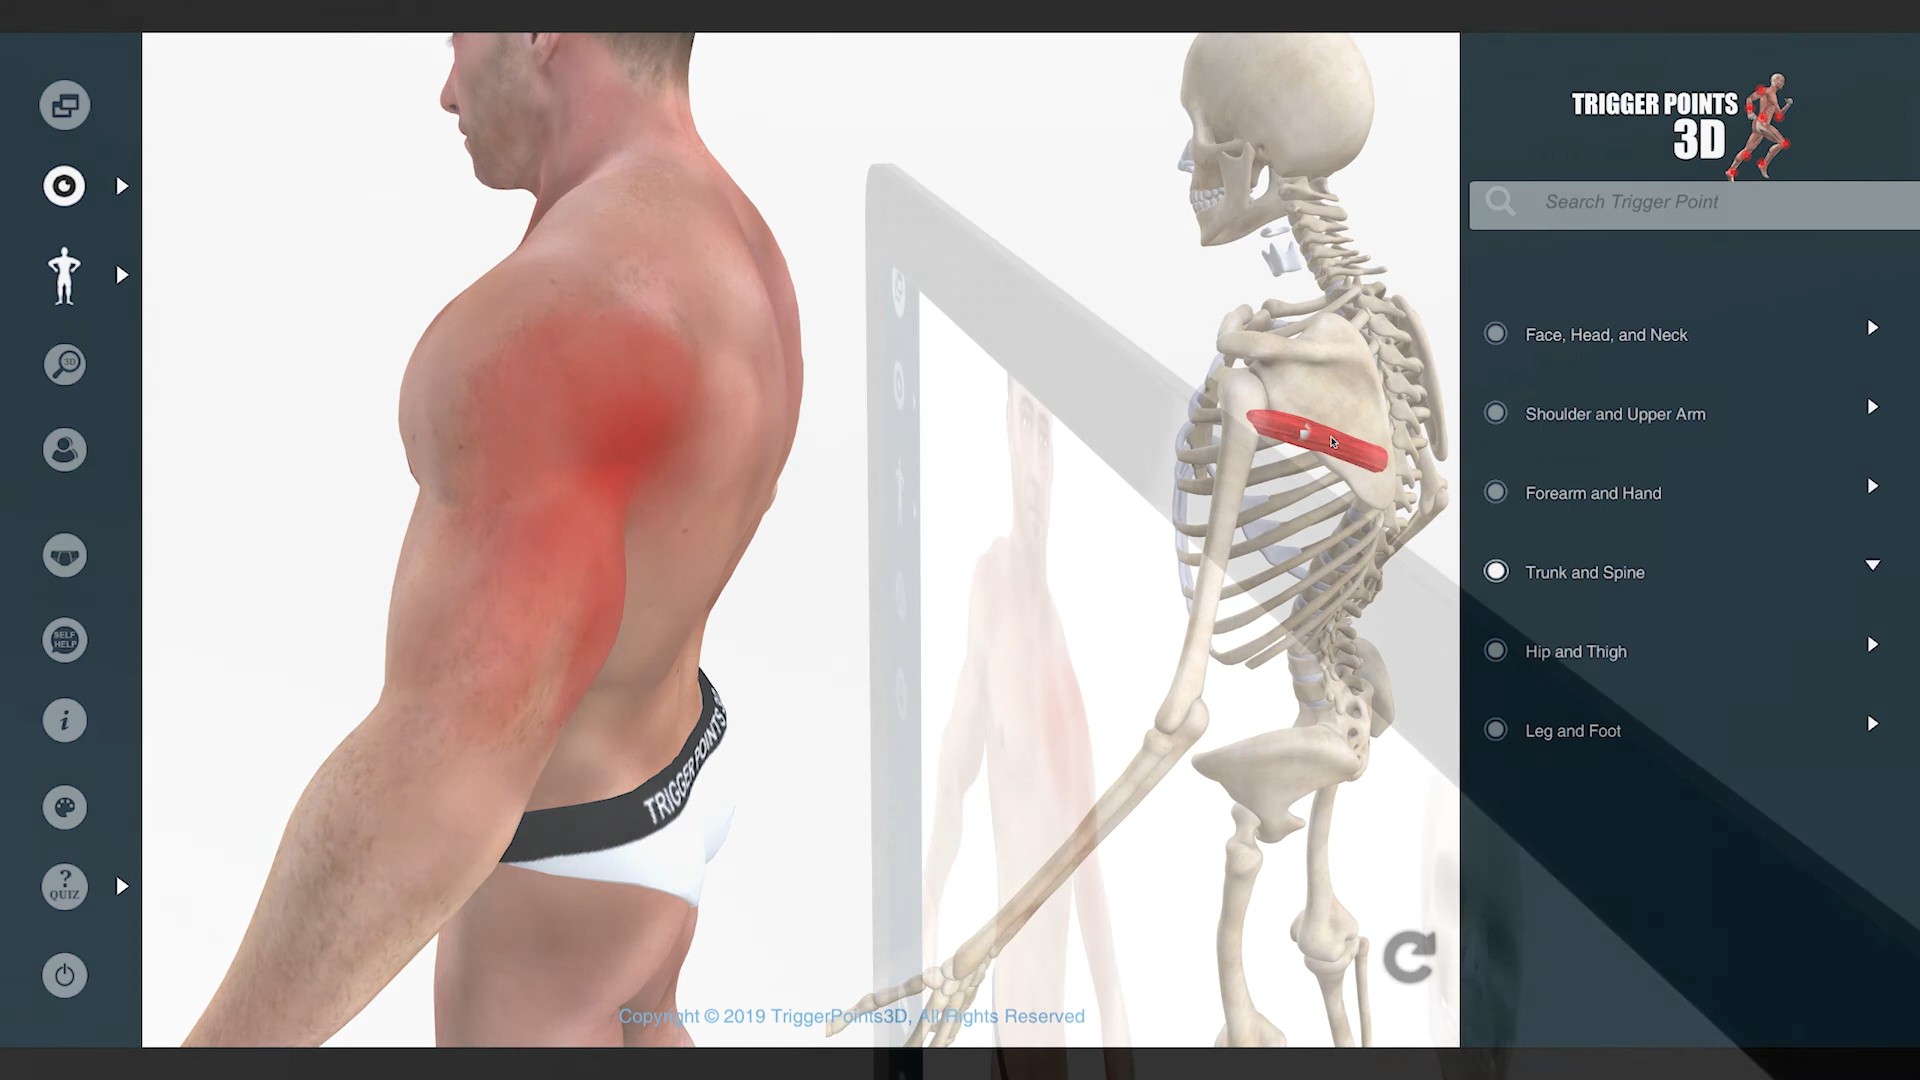 TRIGGER POINTS
3D
Search Trigger Point
Face, Head, and Neck
Shoulder and Upper Arm
Forearm and Hand
Trunk and Spine
Hip and Thigh
Leg and Foot
3D
SELF
HELP
i
?
QUIZ
TRIGGER POINTS
Copyright © 2019 TriggerPoints3D, All Rights Reserved